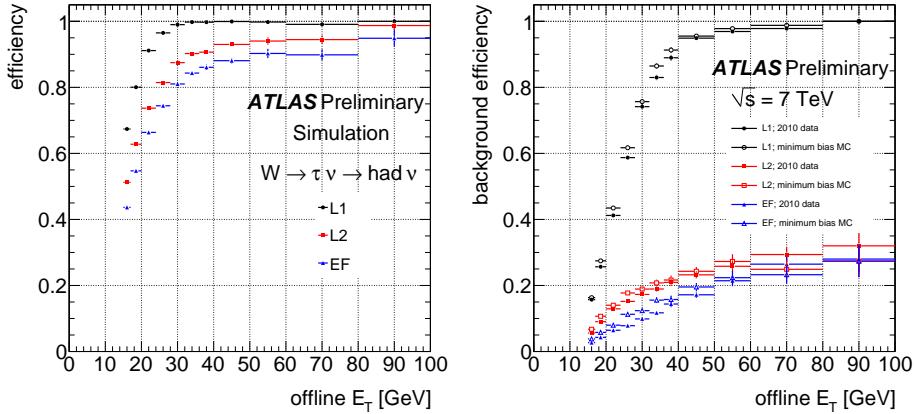 efficiency
1
0.8
0.6
0.4
0.2
0
ATLAS Preliminary
Simulation
W → τ ν → had ν
L1
L2
EF
0 10 20 30 40 50 60 70 80 90 100
offline E_T [GeV]
background efficiency
1
0.8
0.6
0.4
0.2
0
ATLAS Preliminary
√s = 7 TeV
L1; 2010 data
L1; minimum bias MC
L2; 2010 data
L2; minimum bias MC
EF; 2010 data
EF; minimum bias MC
0 10 20 30 40 50 60 70 80 90 100
offline E_T [GeV]